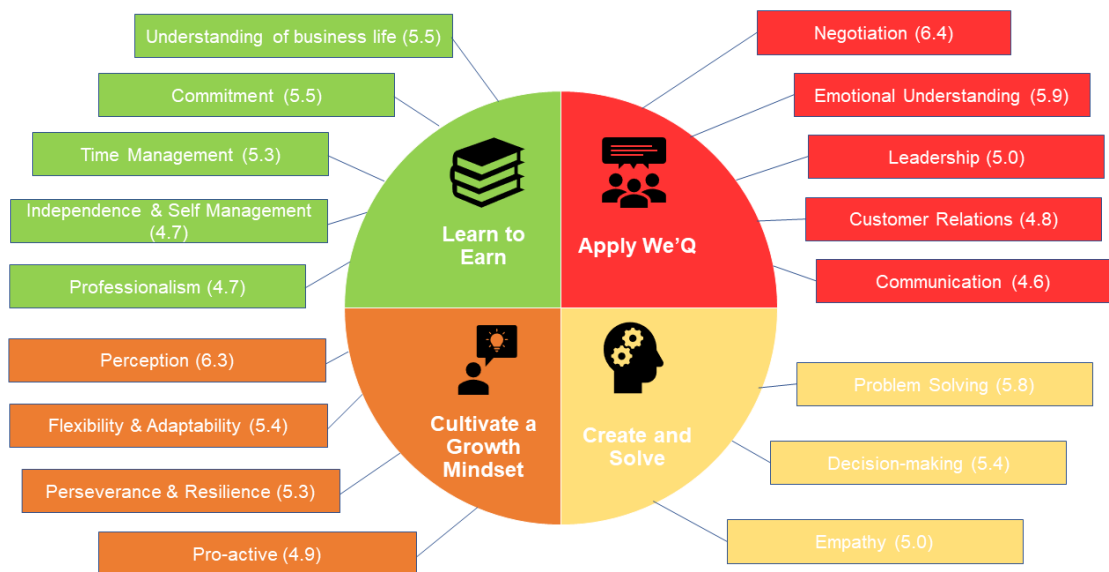 Understanding of business life (5.5)
Commitment (5.5)
Time Management (5.3)
Independence & Self Management
(4.7)
Professionalism (4.7)
Learn to
Earn
Negotiation (6.4)
Emotional Understanding (5.9)
Leadership (5.0)
Customer Relations (4.8)
Communication (4.6)
Apply We’Q
Perception (6.3)
Flexibility & Adaptability (5.4)
Perseverance & Resilience (5.3)
Pro-active (4.9)
Cultivate a
Growth
Mindset
Problem Solving (5.8)
Decision-making (5.4)
Empathy (5.0)
Create and
Solve